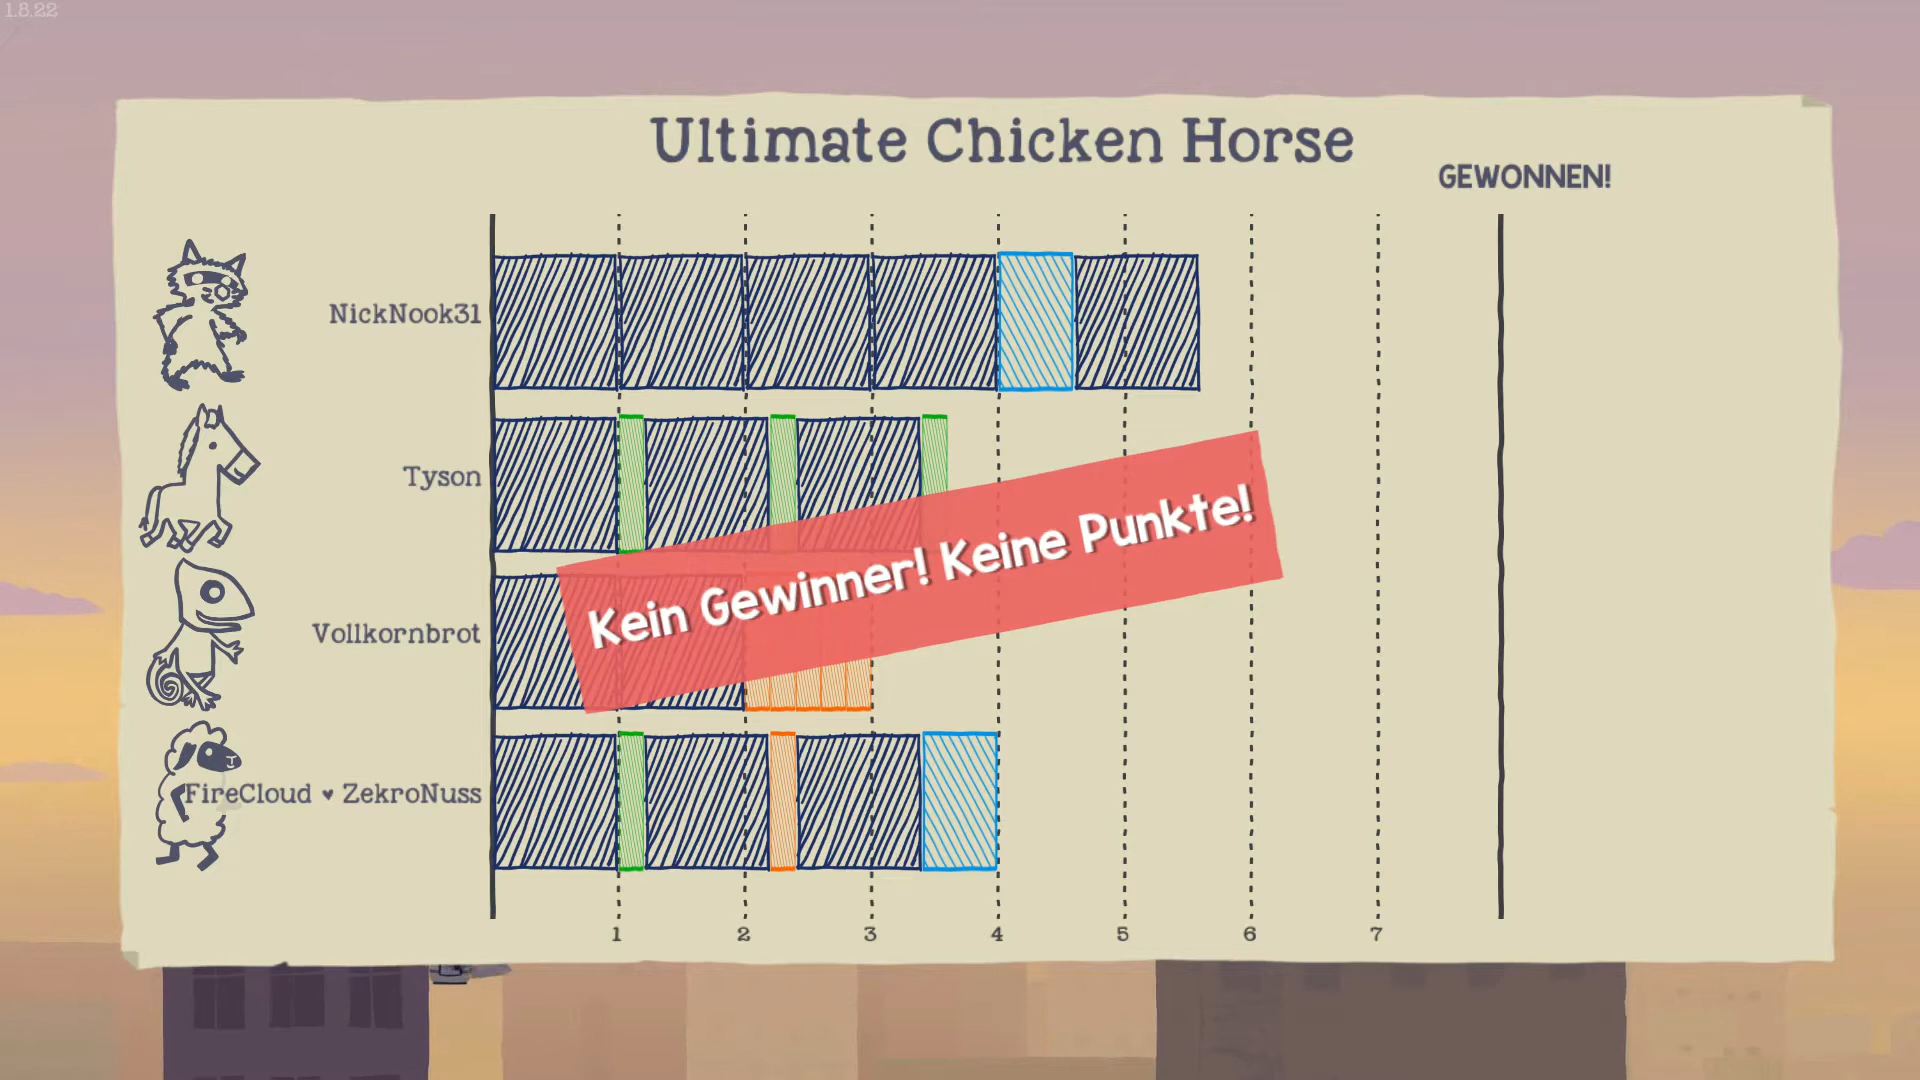 1.8.22
Ultimate Chicken Horse
GEWONNEN!
NickNook31
Tyson
Kein Gewinner! Keine Punkte!
Vollkornbrot
FireCloud ♥ ZekroNuss
1 2 3 4 5 6 7